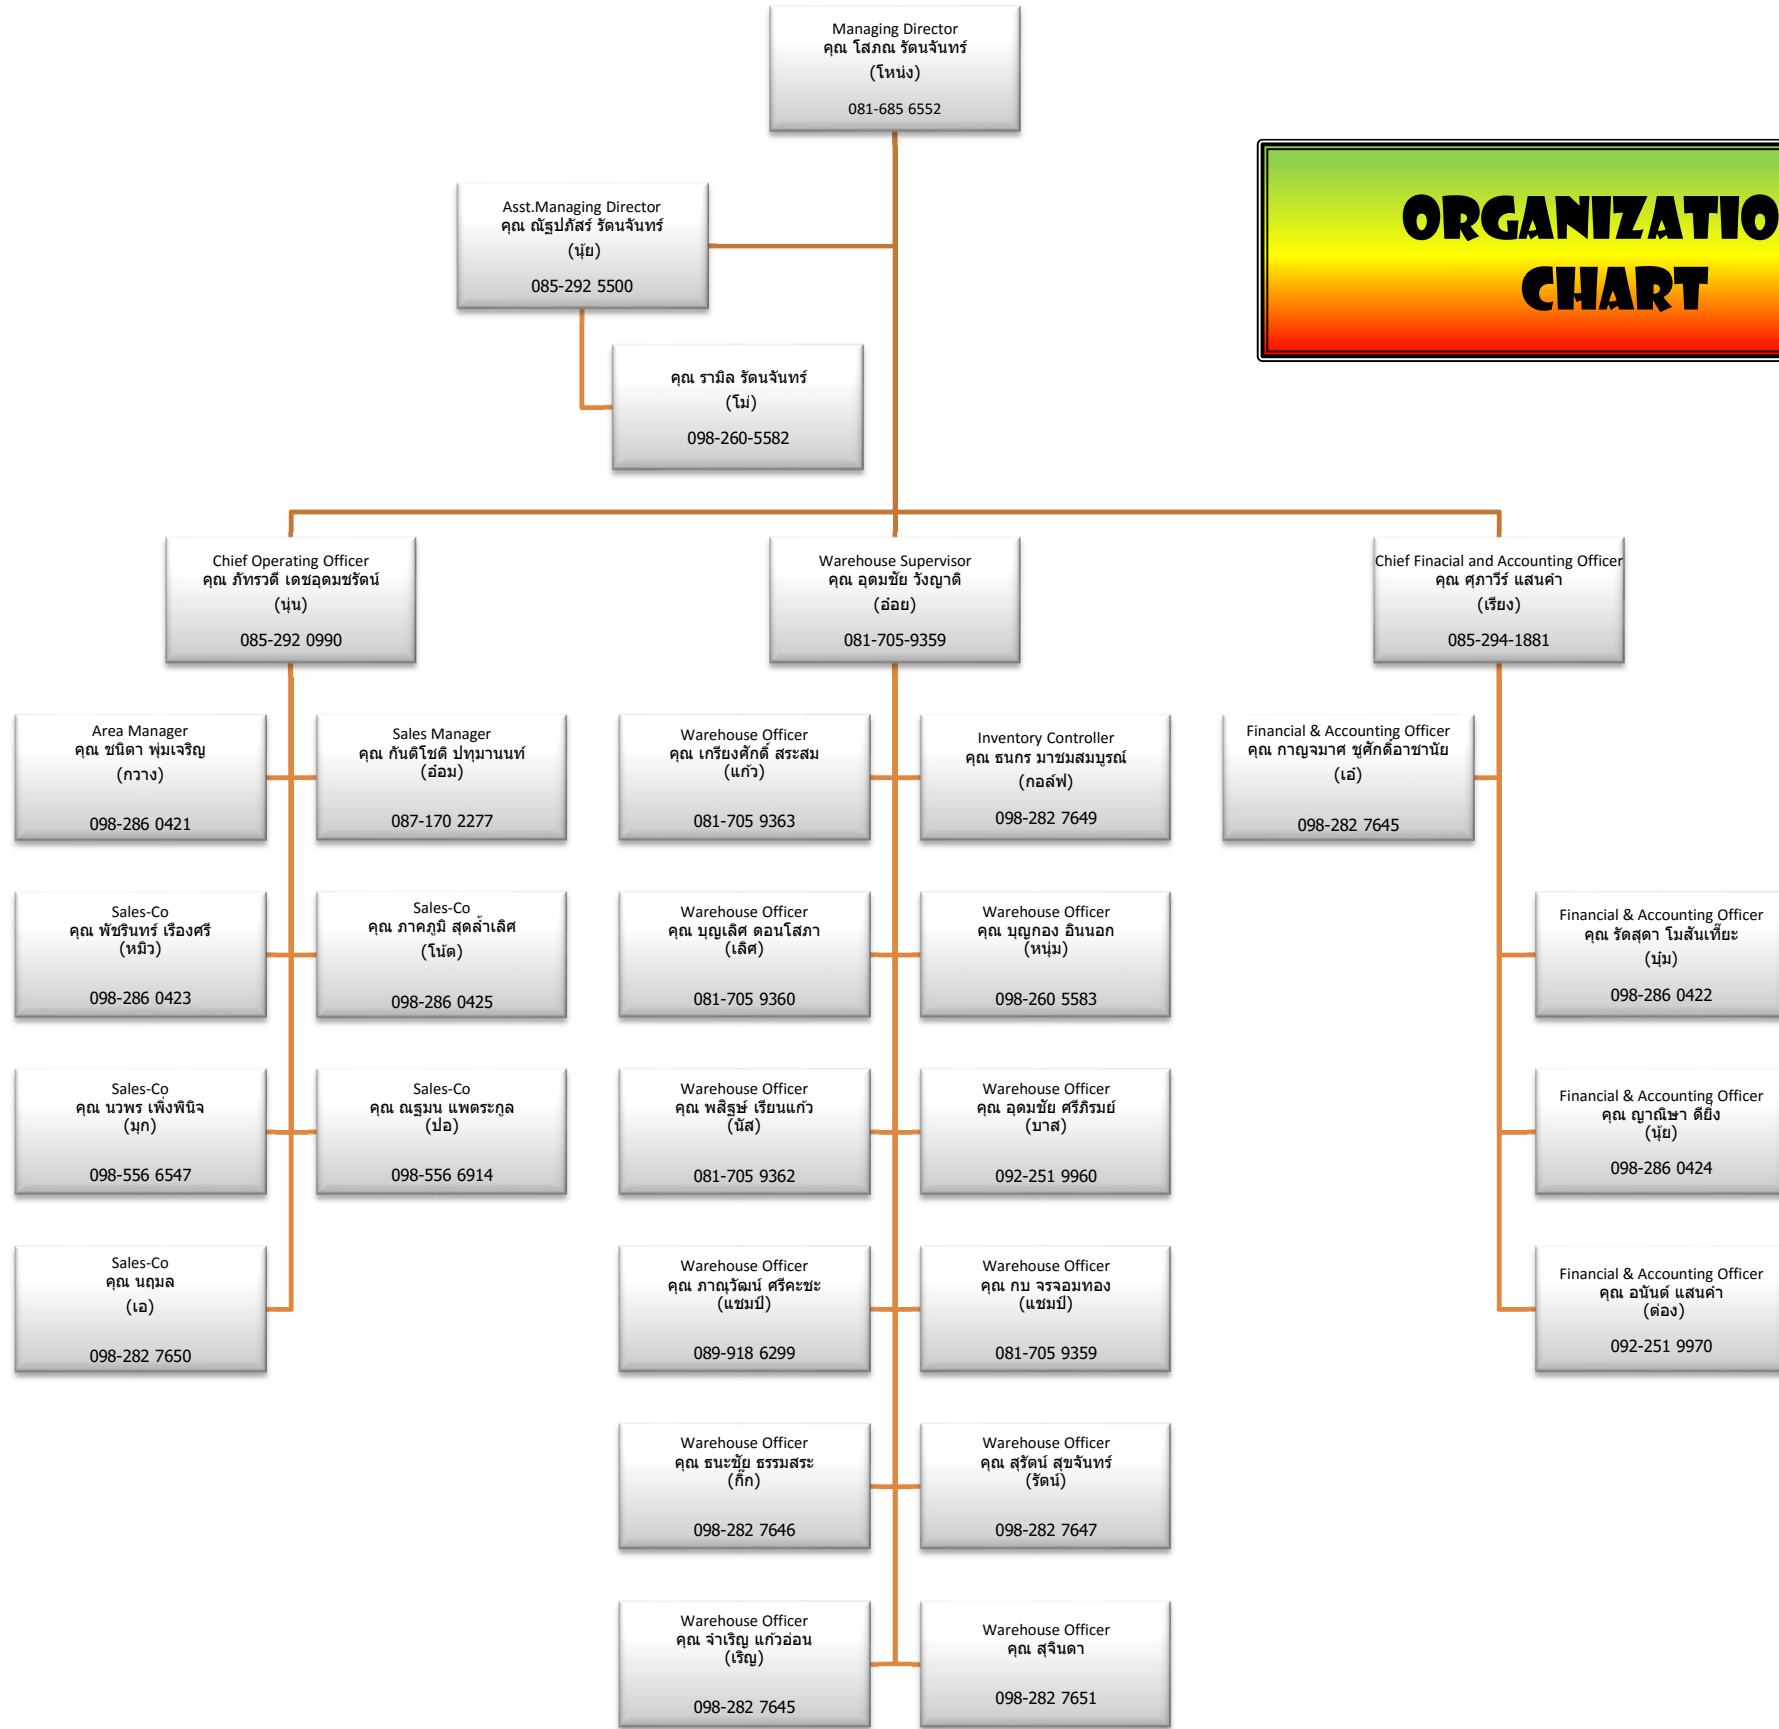 Managing Director
คุณ โสภณ รัตนจันทร์
(โหน่ง)
081-685 6552
ORGANIZATIO
CHART
Asst.Managing Director
คุณ ณัฐปภัสร์ รัตนจันทร์
(นุ้ย)
085-292 5500
คุณ รามิล รัตนจันทร์
(โม่)
098-260-5582
Chief Operating Officer
คุณ ภัทรวดี เดชอุดมชรัตน์
(นุ่น)
085-292 0990
Warehouse Supervisor
คุณ อุดมชัย วังญาติ
(อ๋อย)
081-705-9359
Chief Finacial and Accounting Officer
คุณ ศุภาวีร์ แสนคำ
(เรียง)
085-294-1881
Area Manager
คุณ ชนิตา พุ่มเจริญ
(กวาง)
098-286 0421
Sales Manager
คุณ กันติโชติ ปทุมานนท์
(อ๋อม)
087-170 2277
Warehouse Officer
คุณ เกรียงศักดิ์ สระสม
(แก้ว)
081-705 9363
Inventory Controller
คุณ ธนกร มาชมสมบูรณ์
(กอล์ฟ)
098-282 7649
Financial & Accounting Officer
คุณ กาญจมาศ ชูศักดิ์อาชานัย
(เอ๋)
098-282 7645
Sales-Co
คุณ พัชรินทร์ เรืองศรี
(หมิว)
098-286 0423
Sales-Co
คุณ ภาคภูมิ สุดล้ำเลิศ
(โน้ต)
098-286 0425
Warehouse Officer
คุณ บุญเลิศ ดอนโสภา
(เลิศ)
081-705 9360
Warehouse Officer
คุณ บุญกอง อินนอก
(หนุ่ม)
098-260 5583
Financial & Accounting Officer
คุณ รัดสุดา โมสันเที๊ยะ
(บุ๋ม)
098-286 0422
Sales-Co
คุณ นวพร เพิ่งพินิจ
(มุก)
098-556 6547
Sales-Co
คุณ ณฐมน แพตระกูล
(ปอ)
098-556 6914
Warehouse Officer
คุณ พสิฐษ์ เรียนแก้ว
(นัส)
081-705 9362
Warehouse Officer
คุณ อุดมชัย ศรีภิรมย์
(บาส)
092-251 9960
Financial & Accounting Officer
คุณ ญาณิษา ดียิ่ง
(นุ้ย)
098-286 0424
Sales-Co
คุณ นฤมล
(เอ)
098-282 7650
Warehouse Officer
คุณ ภาณุวัฒน์ ศรีคะชะ
(แชมป์)
089-918 6299
Warehouse Officer
คุณ กบ จรจอมทอง
(แชมป์)
081-705 9359
Financial & Accounting Officer
คุณ อนันต์ แสนคำ
(ต่อง)
092-251 9970
Warehouse Officer
คุณ ธนะชัย ธรรมสระ
(กิ๊ก)
098-282 7646
Warehouse Officer
คุณ สุรัตน์ สุขจันทร์
(รัตน์)
098-282 7647
Warehouse Officer
คุณ จำเริญ แก้วอ่อน
(เริญ)
098-282 7645
Warehouse Officer
คุณ สุจินดา
098-282 7651